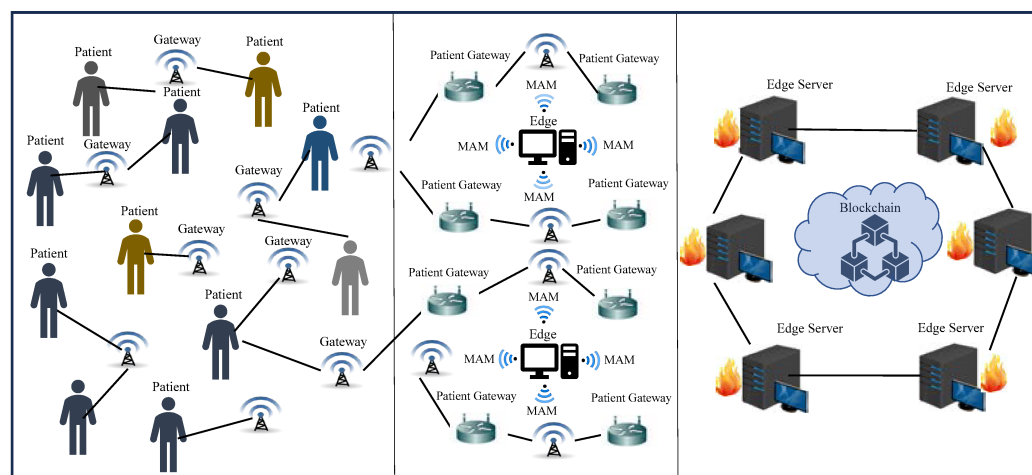 Patient
Gateway
Patient
Patient
Patient
Gateway
Patient
Gateway
Patient
Gateway
Patient
Gateway
Patient
Gateway
Patient
Patient
Patient Gateway
Patient Gateway
MAM
Edge
MAM
MAM
MAM
Patient Gateway
Patient Gateway
Patient Gateway
Patient Gateway
MAM
Edge
MAM
MAM
MAM
Patient Gateway
Patient Gateway
Edge Server
Edge Server
Blockchain
Edge Server
Edge Server